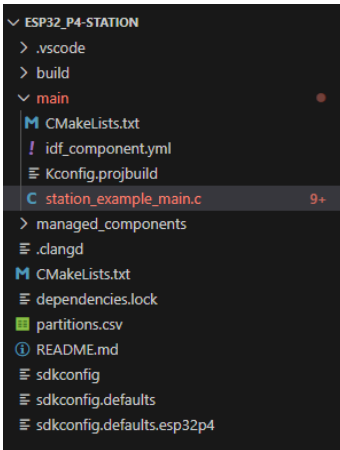 ESP32_P4-STATION
.vscode
build
main
CMakeLists.txt
idf_component.yml
Kconfig.projbuild
station_example_main.c 9+
managed_components
.clangd
CMakeLists.txt
dependencies.lock
partitions.csv
README.md
sdkconfig
sdkconfig.defaults
sdkconfig.defaults.esp32p4